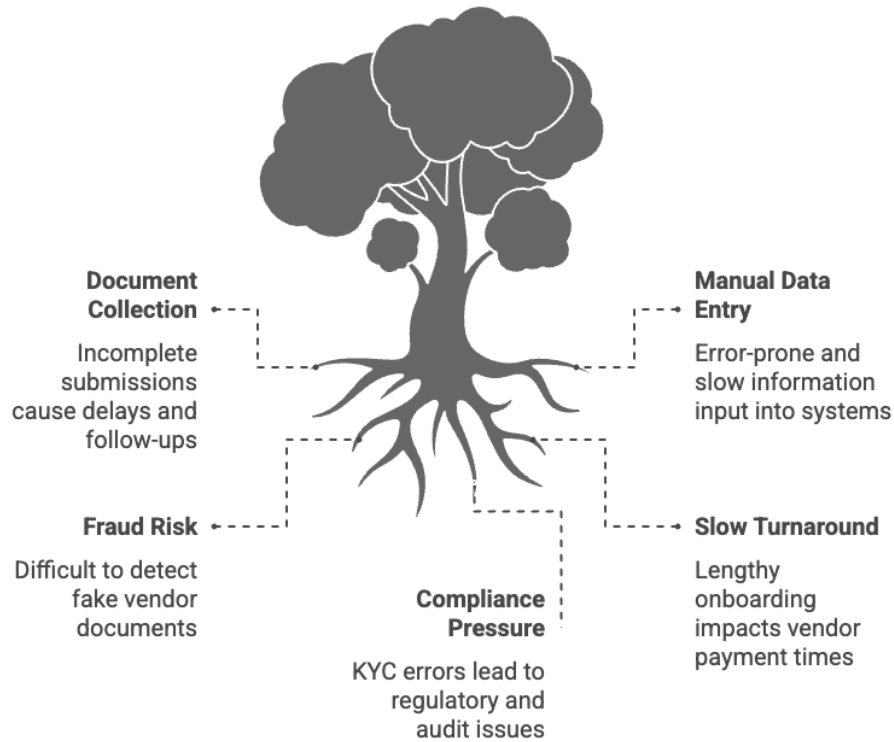 Document
Collection
Incomplete
submissions
cause delays and
follow-ups
Manual Data
Entry
Error-prone and
slow information
input into systems
Fraud Risk
Difficult to detect
fake vendor
documents
Compliance
Pressure
KYC errors lead to
regulatory and
audit issues
Slow Turnaround
Lengthy
onboarding
impacts vendor
payment times